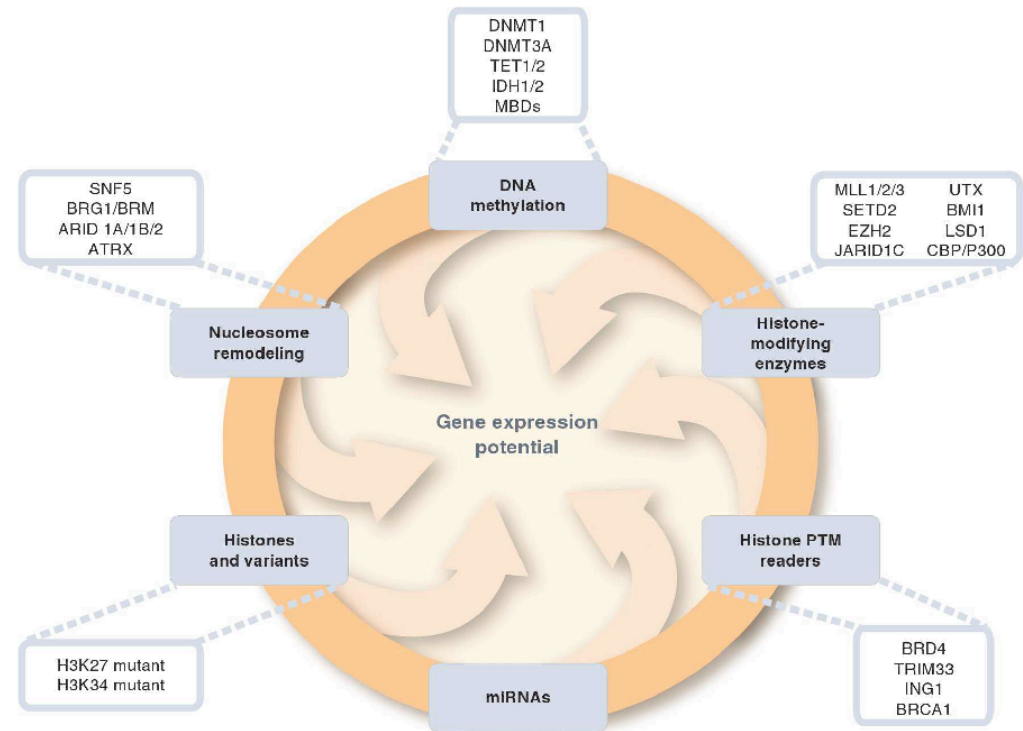 DNMT1
DNMT3A
TET1/2
IDH1/2
MBDs
DNA
methylation
SNF5
BRG1/BRM
ARID 1A/1B/2
ATRX
MLL1/2/3 UTX
SETD2 BMI1
EZH2 LSD1
JARID1C CBP/P300
Nucleosome
remodeling
Histone-
modifying
enzymes
Gene expression
potential
Histones
and variants
Histone PTM
readers
H3K27 mutant
H3K34 mutant
miRNAs
BRD4
TRIM33
ING1
BRCA1